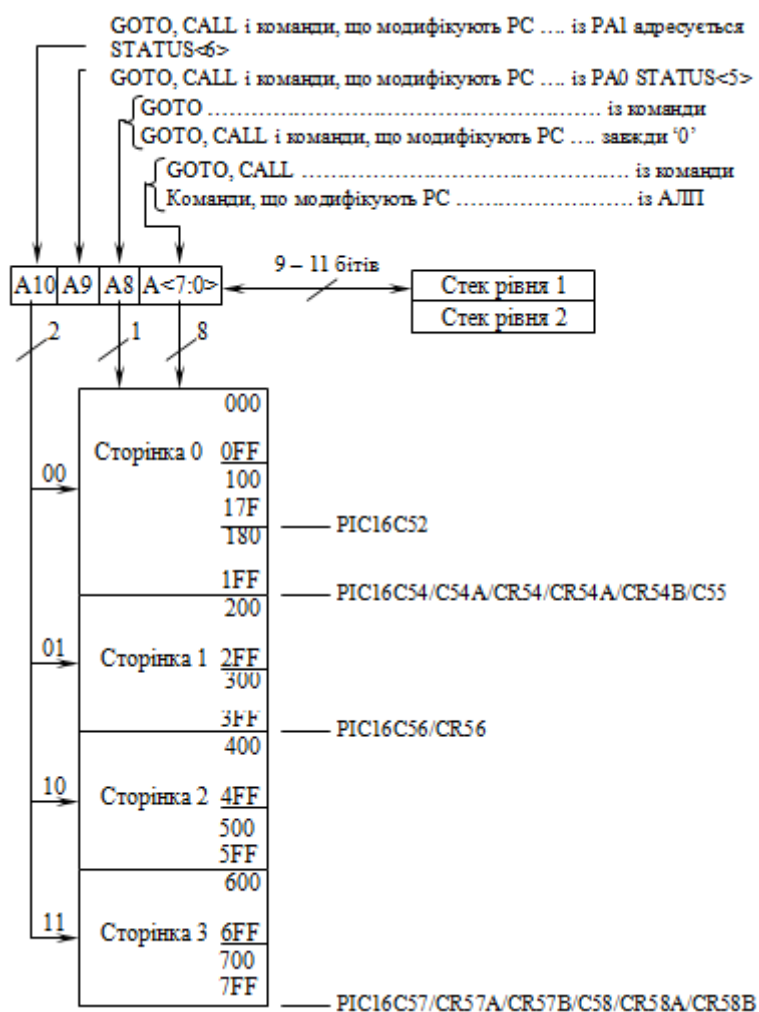 GOTO, CALL і команди, що модифікують PC .... із PA1 адресується
STATUS<6>
GOTO, CALL і команди, що модифікують PC .... із PA0 STATUS<5>
GOTO ………………………………………………… із команди
GOTO, CALL і команди, що модифікують PC …. завжди ‘0’
GOTO, CALL ……………………………………… із команди
Команди, що модифікують PC …………………… із АЛП
A10 A9 A8 A<7:0>
9 – 11 бітів
Стек рівня 1
Стек рівня 2
2 1 8
000
Сторінка 0 0FF
00
100
17F
PIC16C52
180
1FF
PIC16C54/C54A/CR54/CR54A/CR54B/C55
200
01
Сторінка 1 2FF
300
3FF
PIC16C56/CR56
400
10
Сторінка 2 4FF
500
5FF
600
11
Сторінка 3 6FF
700
7FF
PIC16C57/CR57A/CR57B/C58/CR58A/CR58B